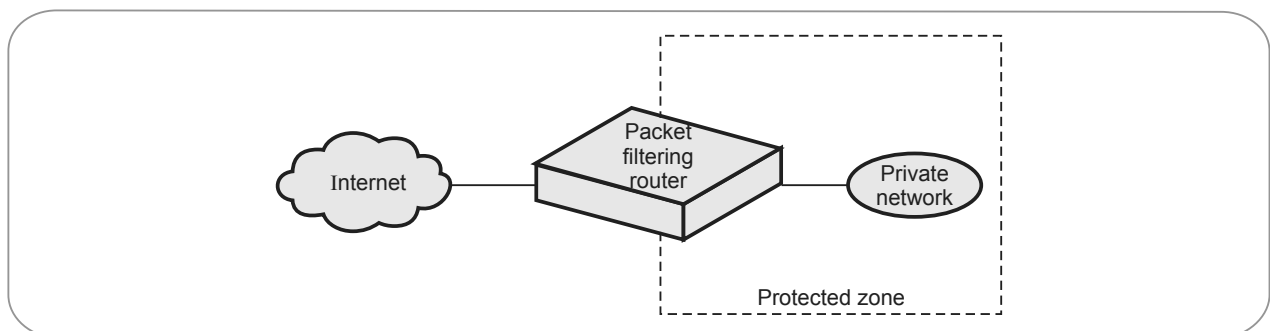 Internet
Packet
filtering
router
Private
network
Protected zone